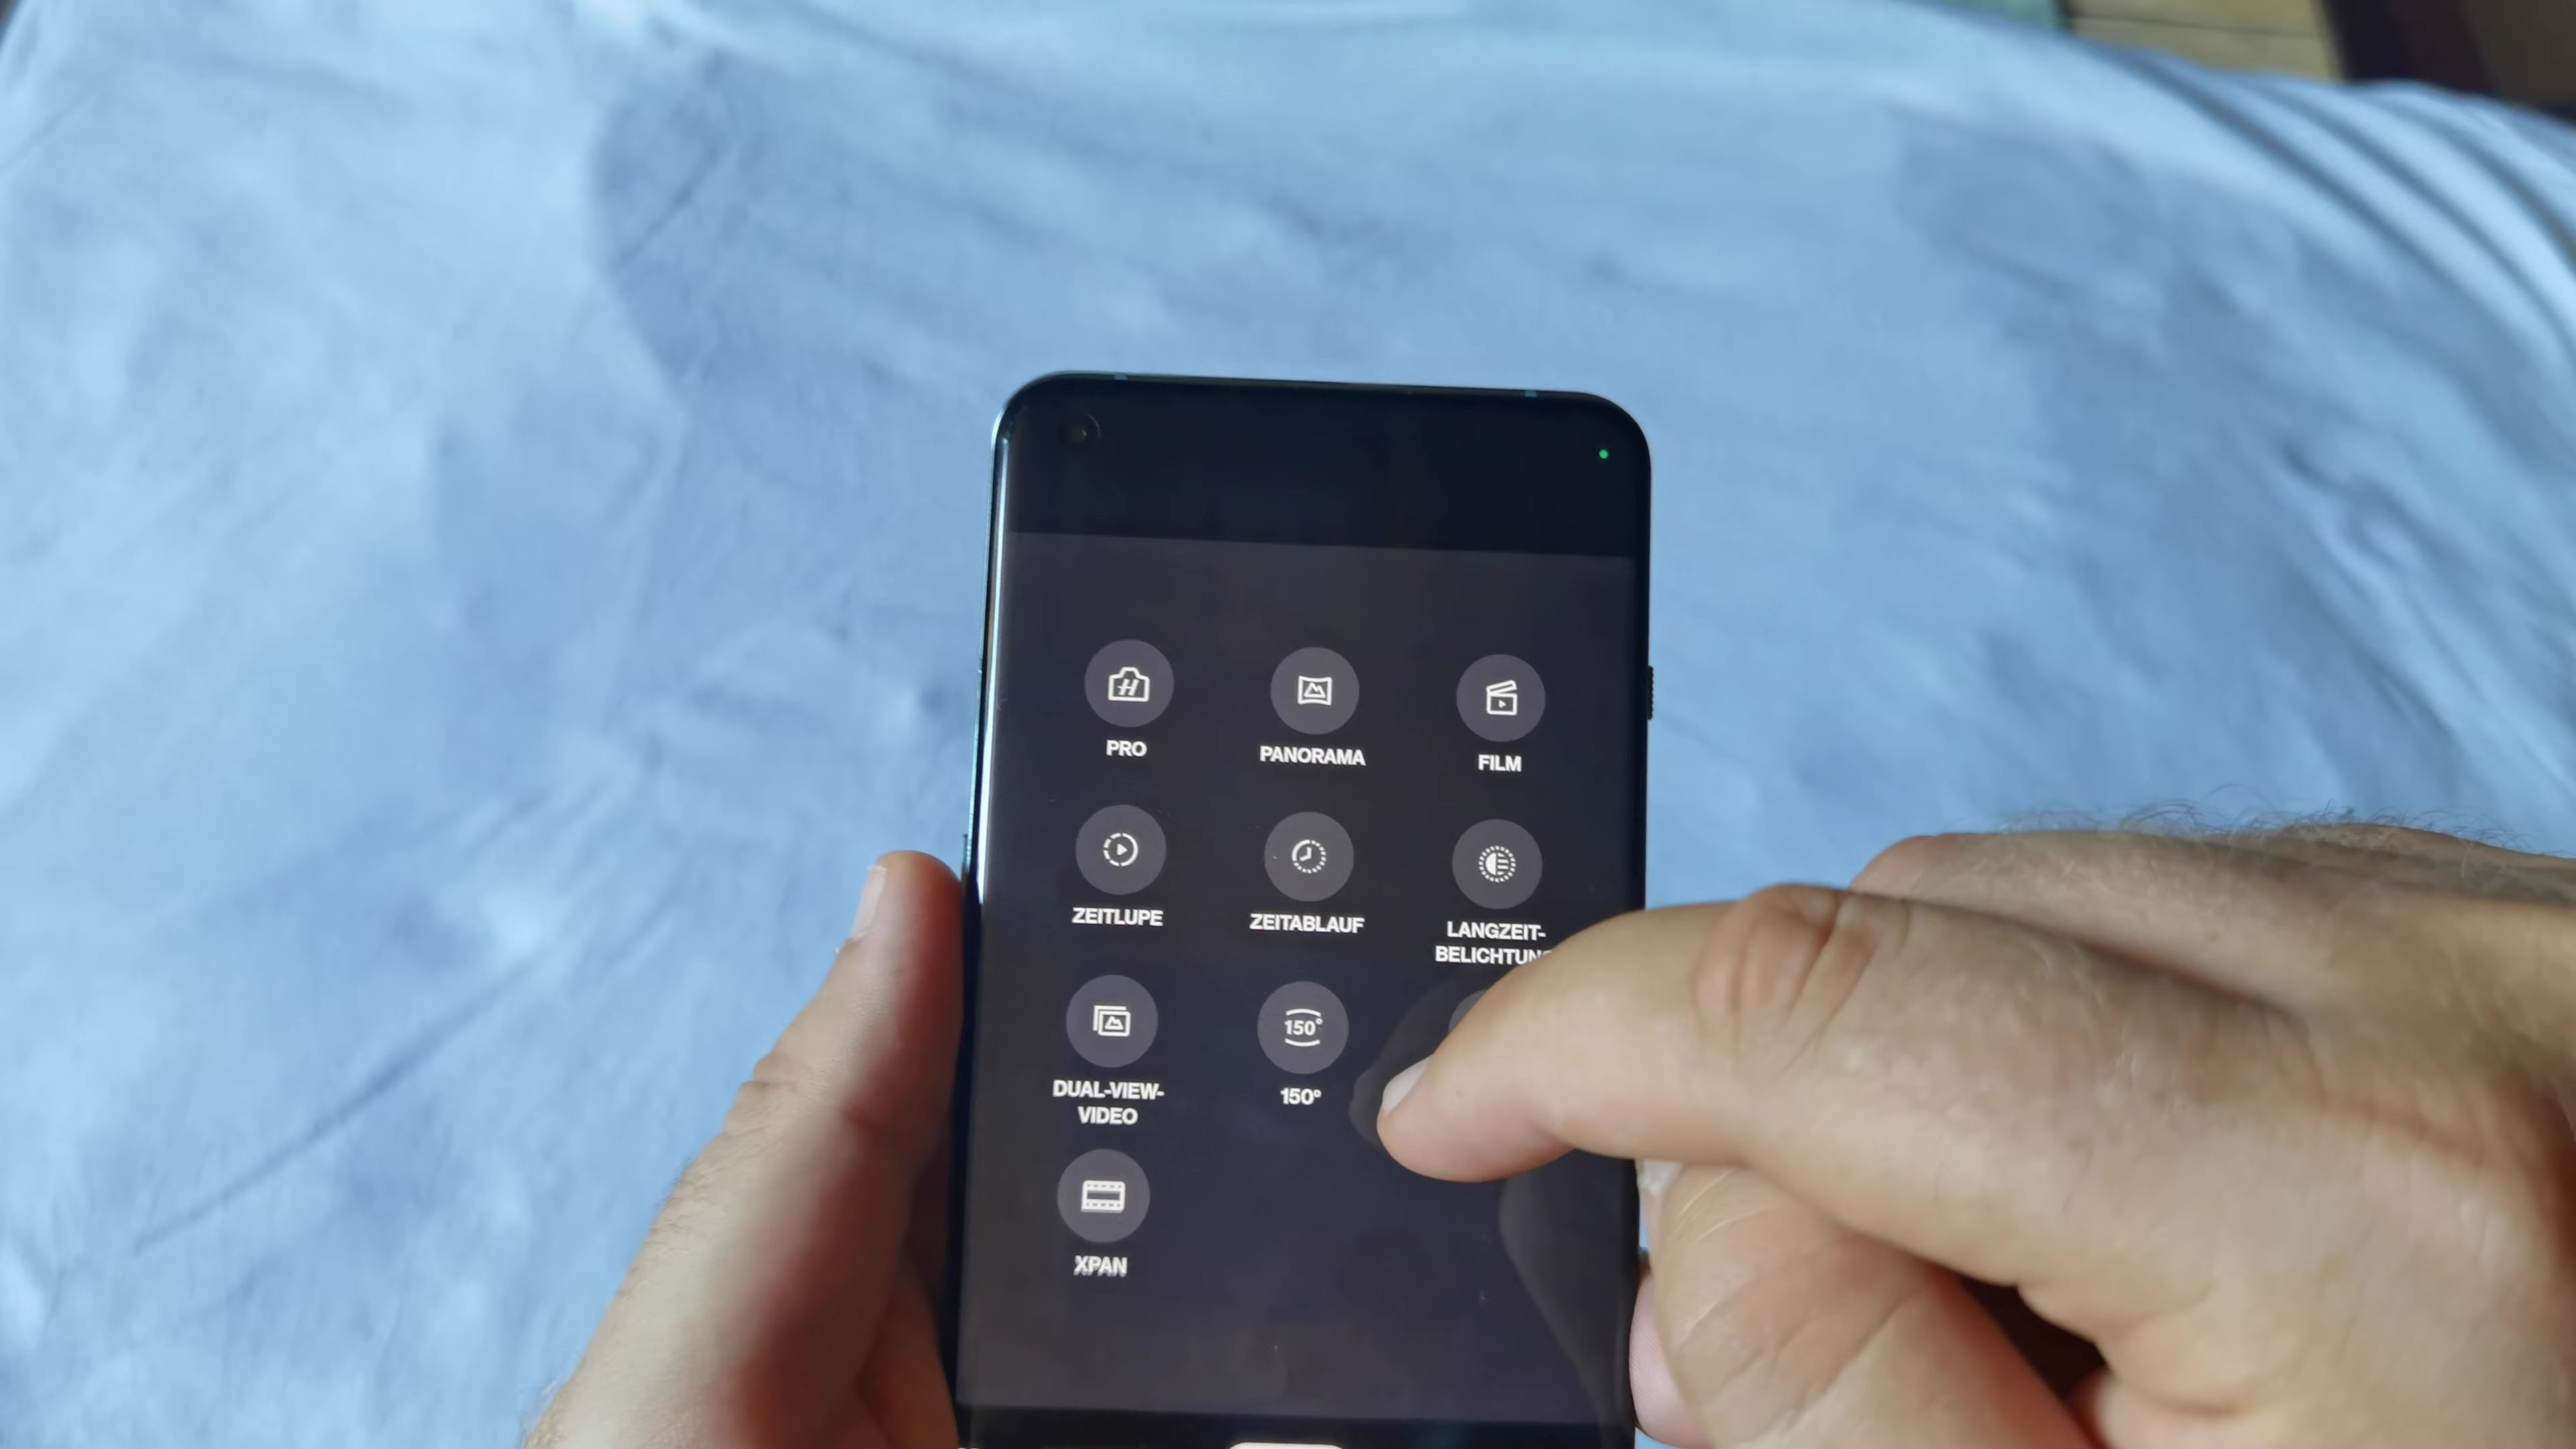 PRO
PANORAMA
FILM
ZEITLUPE
ZEITABLAUF
LANGZEIT-
DUAL-VIEW-
VIDEO
150°
150°
XPAN